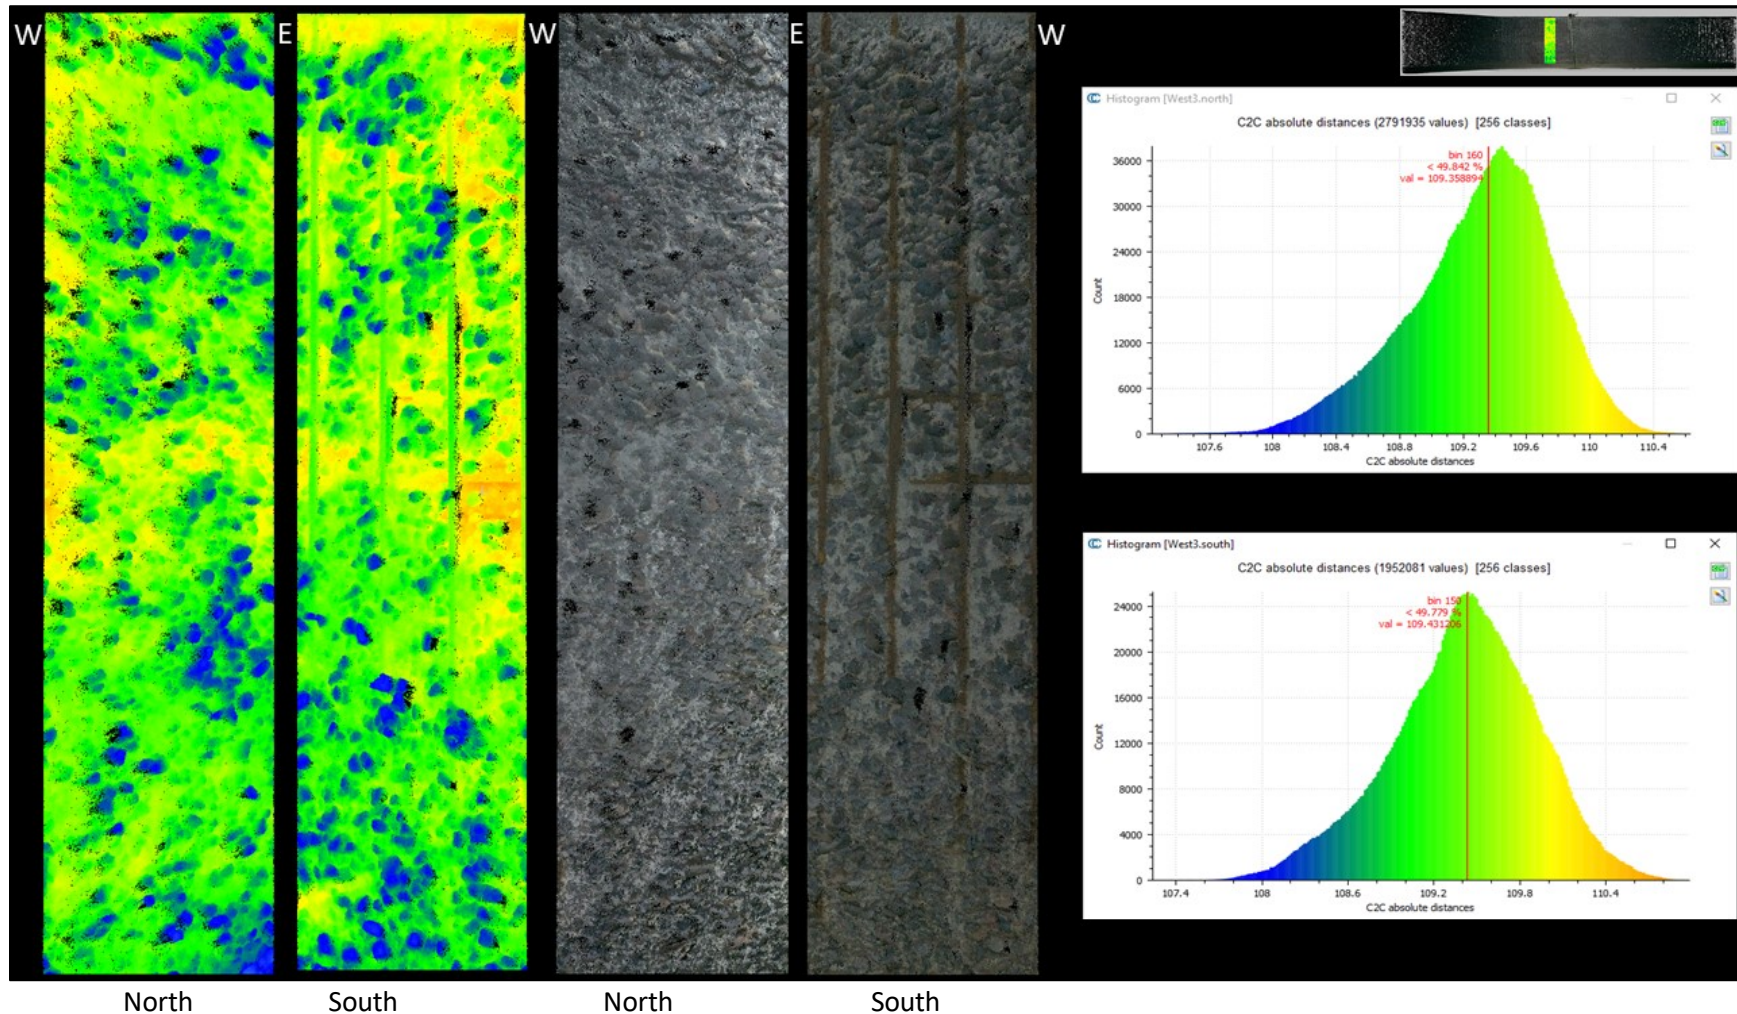 W
E
W
E
W
Histogram [West3.north]
C2C absolute distances (2791935 values) [256 classes]
bin 160
< 49.842 %
val = 109.358894
36000
30000
24000
18000
12000
6000
0
Count
107.6 108 108.4 108.8 109.2 109.6 110 110.4
C2C absolute distances
Histogram [West3.south]
C2C absolute distances (1952081 values) [256 classes]
bin 150
< 49.779 %
val = 109.431206
24000
20000
16000
12000
8000
4000
0
Count
107.4 108 108.6 109.2 109.8 110.4
C2C absolute distances
North South North South